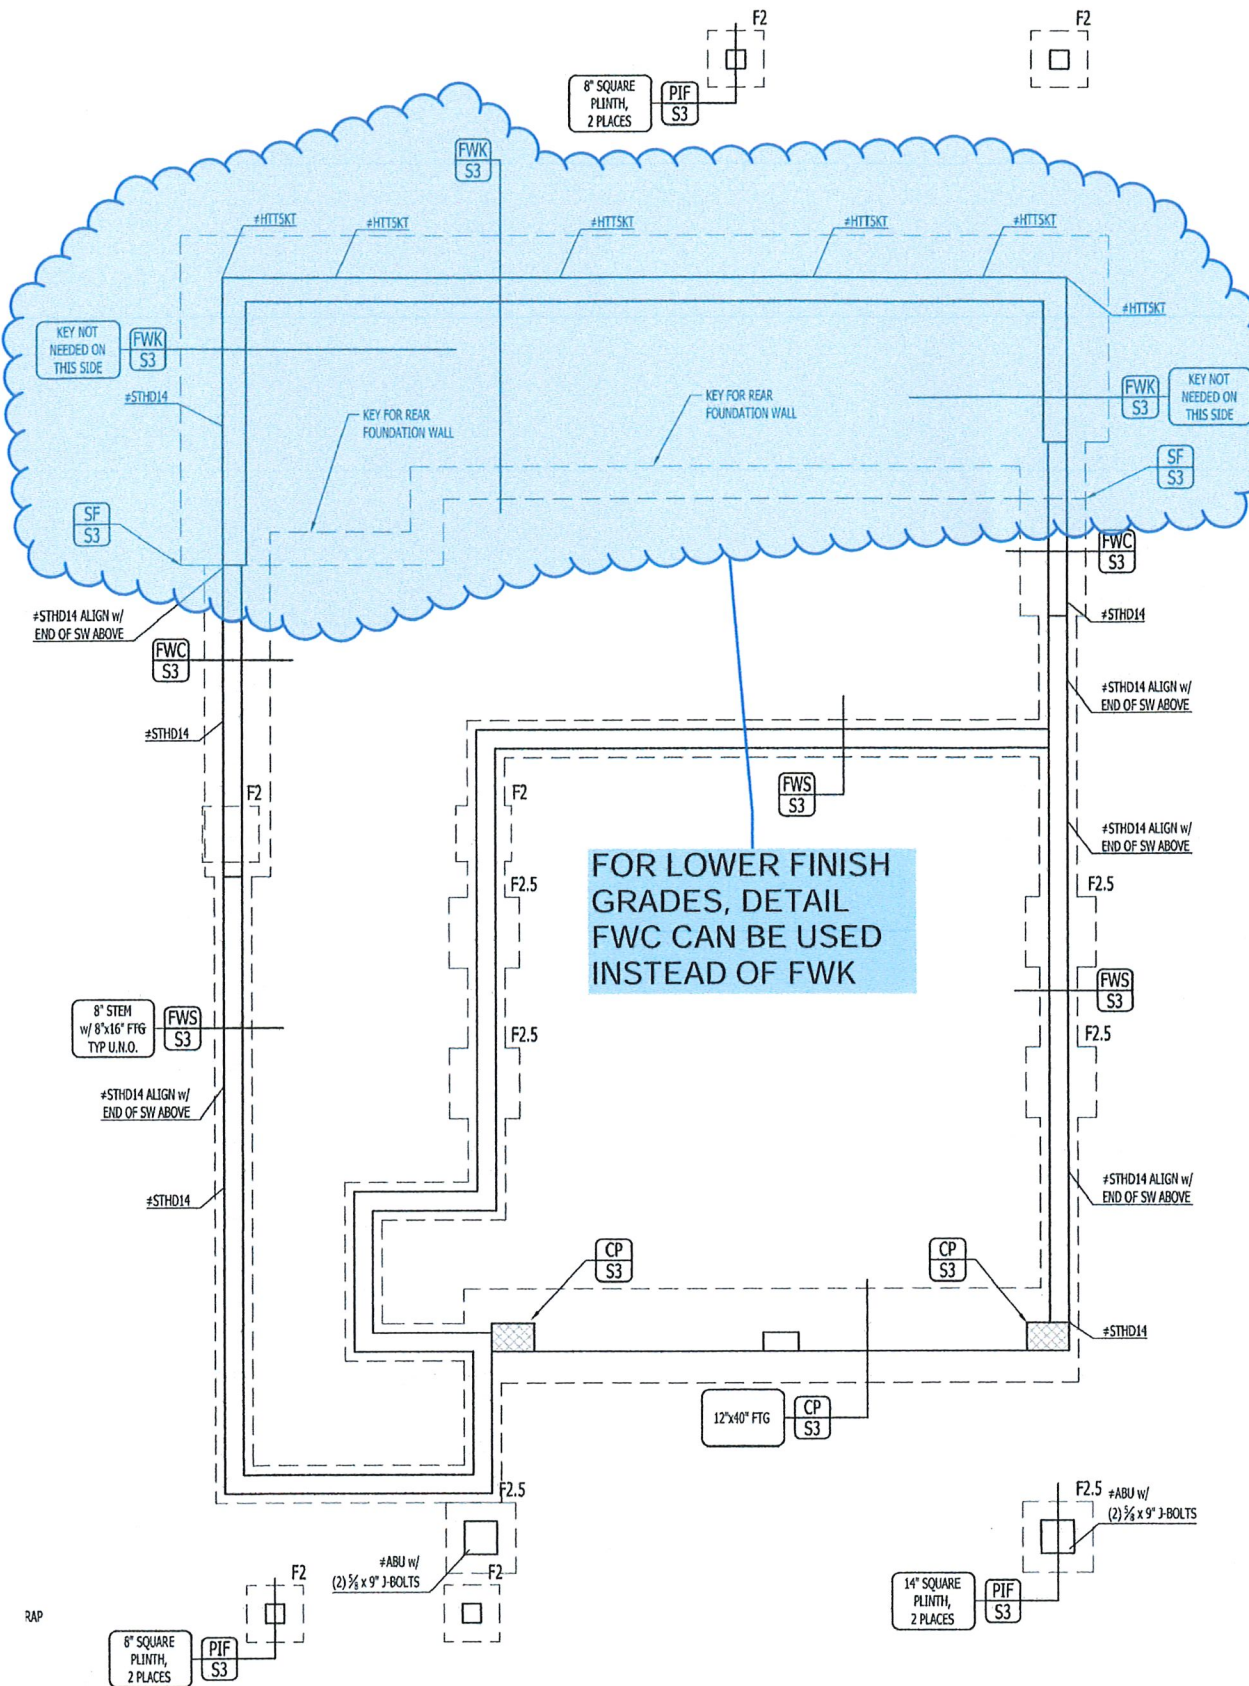 F2
F2
8" SQUARE
PLINTH,
2 PLACES
PIF
S3
FWK
S3
≠HTT5KT
≠HTT5KT
≠HTT5KT
≠HTT5KT
≠HTT5KT
≠HTT5KT
KEY NOT
NEEDED ON
THIS SIDE
FWK
S3
FWK
S3
KEY NOT
NEEDED ON
THIS SIDE
≠STHD14
KEY FOR REAR
FOUNDATION WALL
KEY FOR REAR
FOUNDATION WALL
SF
S3
SF
S3
FWC
S3
≠STHD14 ALIGN w/
END OF SW ABOVE
≠STHD14
FWC
S3
≠STHD14 ALIGN w/
END OF SW ABOVE
≠STHD14
FWS
S3
F2
F2
≠STHD14 ALIGN w/
END OF SW ABOVE
FOR LOWER FINISH
GRADES, DETAIL
FWC CAN BE USED
INSTEAD OF FWK
F2.5
F2.5
FWS
S3
8" STEM
w/ 8"x16" FTG
TYP U.N.O.
FWS
S3
F2.5
F2.5
≠STHD14 ALIGN w/
END OF SW ABOVE
≠STHD14
≠STHD14 ALIGN w/
END OF SW ABOVE
CP
S3
CP
S3
≠STHD14
12"x40" FTG
CP
S3
F2.5
F2.5
≠ABU w/
(2) ⅝ x 9" J-BOLTS
≠ABU w/
(2) ⅝ x 9" J-BOLTS
F2
F2
14" SQUARE
PLINTH,
2 PLACES
PIF
S3
RAP
8" SQUARE
PLINTH,
2 PLACES
PIF
S3